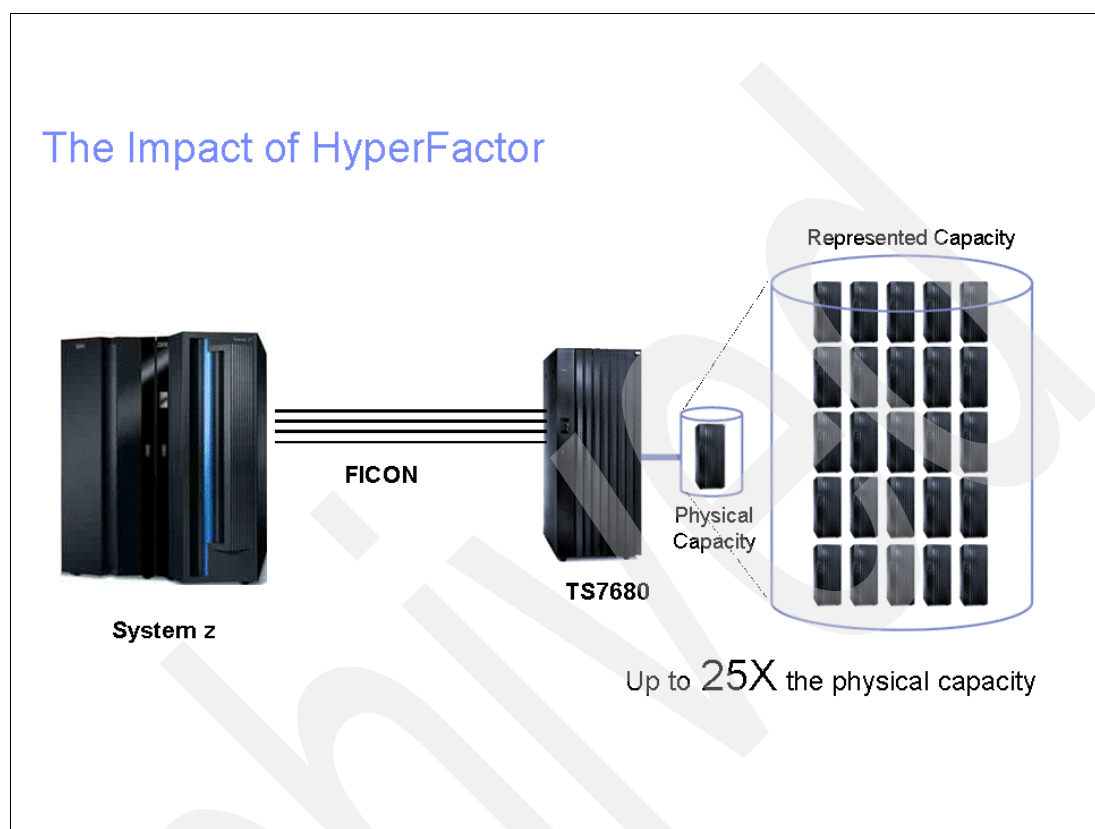 The Impact of HyperFactor
Represented Capacity
FICON
Physical
Capacity
TS7680
System z
Up to 25X the physical capacity